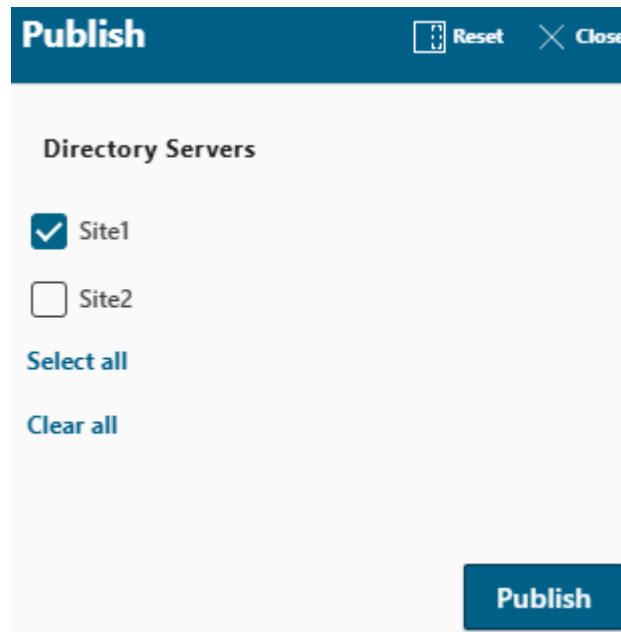 Publish Reset Close
Directory Servers
Site1
Site2
Select all
Clear all
Publish